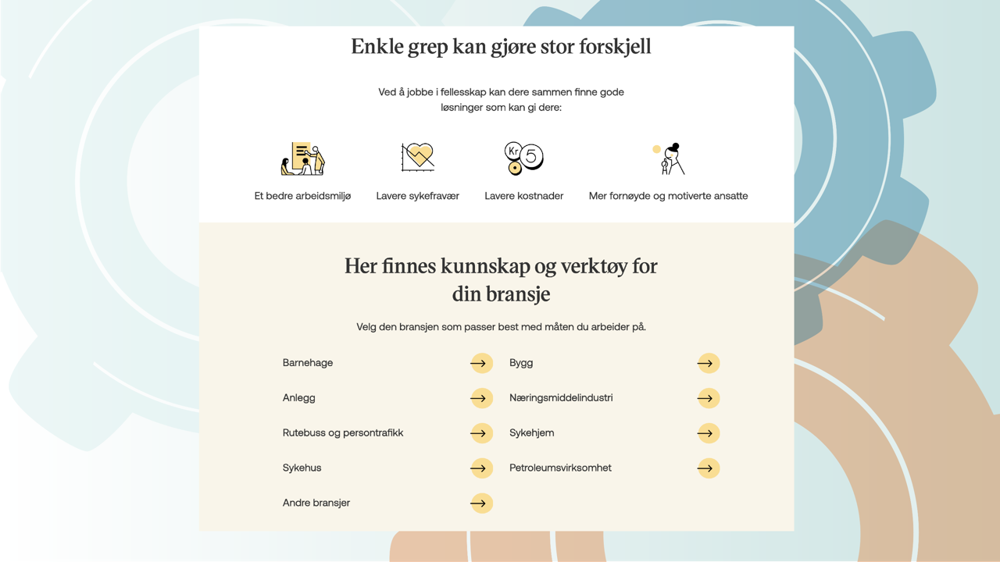 Enkle grep kan gjøre stor forskjell
Ved å jobbe i fellesskap kan dere sammen finne gode
løsninger som kan gi dere:
Kr 5
Et bedre arbeidsmiljø
Lavere sykefravær
Lavere kostnader
Mer fornøyde og motiverte ansatte
Her finnes kunnskap og verktøy for
din bransje
Velg den bransjen som passer best med måten du arbeider på.
Barnehage
Bygg
Anlegg
Næringsmiddelindustri
Rutebuss og persontrafikk
Sykehjem
Sykehus
Petroleumsvirksomhet
Andre bransjer